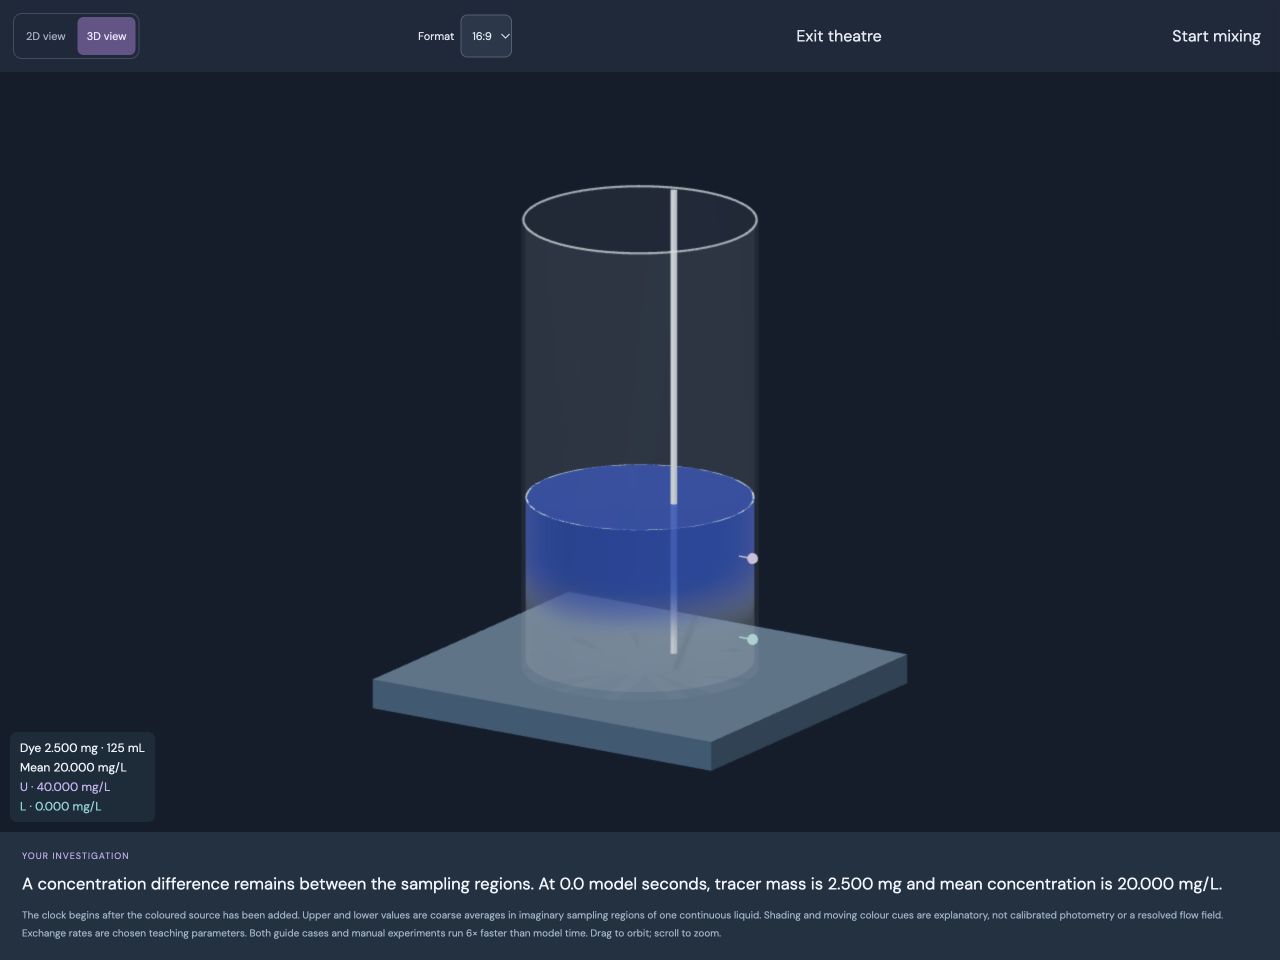 2D view
3D view
Format
16:9
Exit theatre
Start mixing
Dye 2.500 mg · 125 mL
Mean 20.000 mg/L
U · 40.000 mg/L
L · 0.000 mg/L
YOUR INVESTIGATION
A concentration difference remains between the sampling regions. At 0.0 model seconds, tracer mass is 2.500 mg and mean concentration is 20.000 mg/L.
The clock begins after the coloured source has been added. Upper and lower values are coarse averages in imaginary sampling regions of one continuous liquid. Shading and moving colour cues are explanatory, not calibrated photometry or a resolved flow field.
Exchange rates are chosen teaching parameters. Both guide cases and manual experiments run 6× faster than model time. Drag to orbit; scroll to zoom.